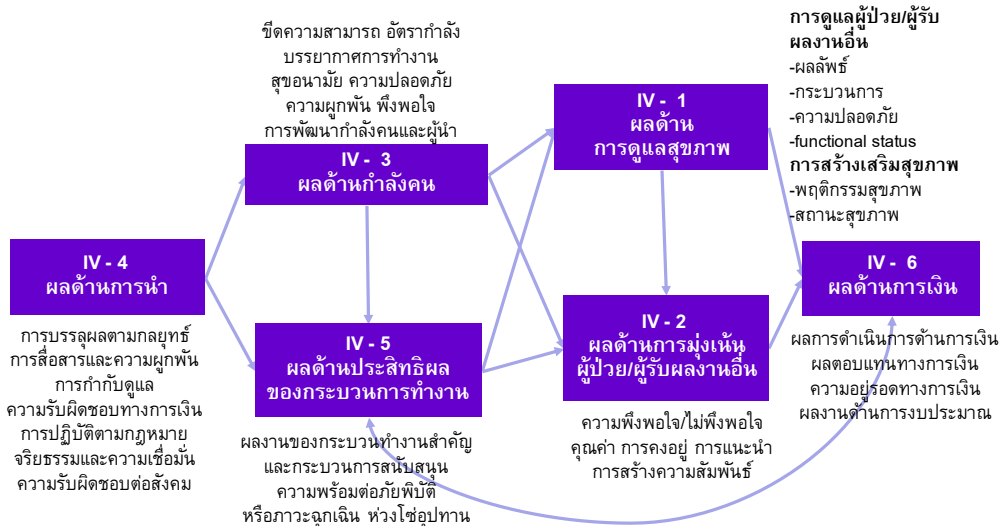 ขีดความสามารถ อัตรากำลัง
บรรยากาศการทำงาน
สุขอนามัย ความปลอดภัย
ความผูกพัน พึงพอใจ
การพัฒนากำลังคนและผู้นำ
IV - 3
ผลด้านกำลังคน
IV - 1
ผลด้าน
การดูแลสุขภาพ
การดูแลผู้ป่วย/ผู้รับ
ผลงานอื่น
-ผลลัพธ์
-กระบวนการ
-ความปลอดภัย
-functional status
การสร้างเสริมสุขภาพ
-พฤติกรรมสุขภาพ
-สถานะสุขภาพ
IV - 4
ผลด้านการนำ
การบรรลุผลตามกลยุทธ์
การสื่อสารและความผูกพัน
การกำกับดูแล
ความรับผิดชอบทางการเงิน
การปฏิบัติตามกฎหมาย
จริยธรรมและความเชื่อมั่น
ความรับผิดชอบต่อสังคม
IV - 5
ผลด้านประสิทธิผล
ของกระบวนการทำงาน
ผลงานของกระบวนทำงานสำคัญ
และกระบวนการสนับสนุน
ความพร้อมต่อภัยพิบัติ
หรือภาวะฉุกเฉิน ห่วงโซ่อุปทาน
IV - 2
ผลด้านการมุ่งเน้น
ผู้ป่วย/ผู้รับผลงานอื่น
ความพึงพอใจ/ไม่พึงพอใจ
คุณค่า การคงอยู่ การแนะนำ
การสร้างความสัมพันธ์
IV - 6
ผลด้านการเงิน
ผลการดำเนินการด้านการเงิน
ผลตอบแทนทางการเงิน
ความอยู่รอดทางการเงิน
ผลงานด้านการงบประมาณ